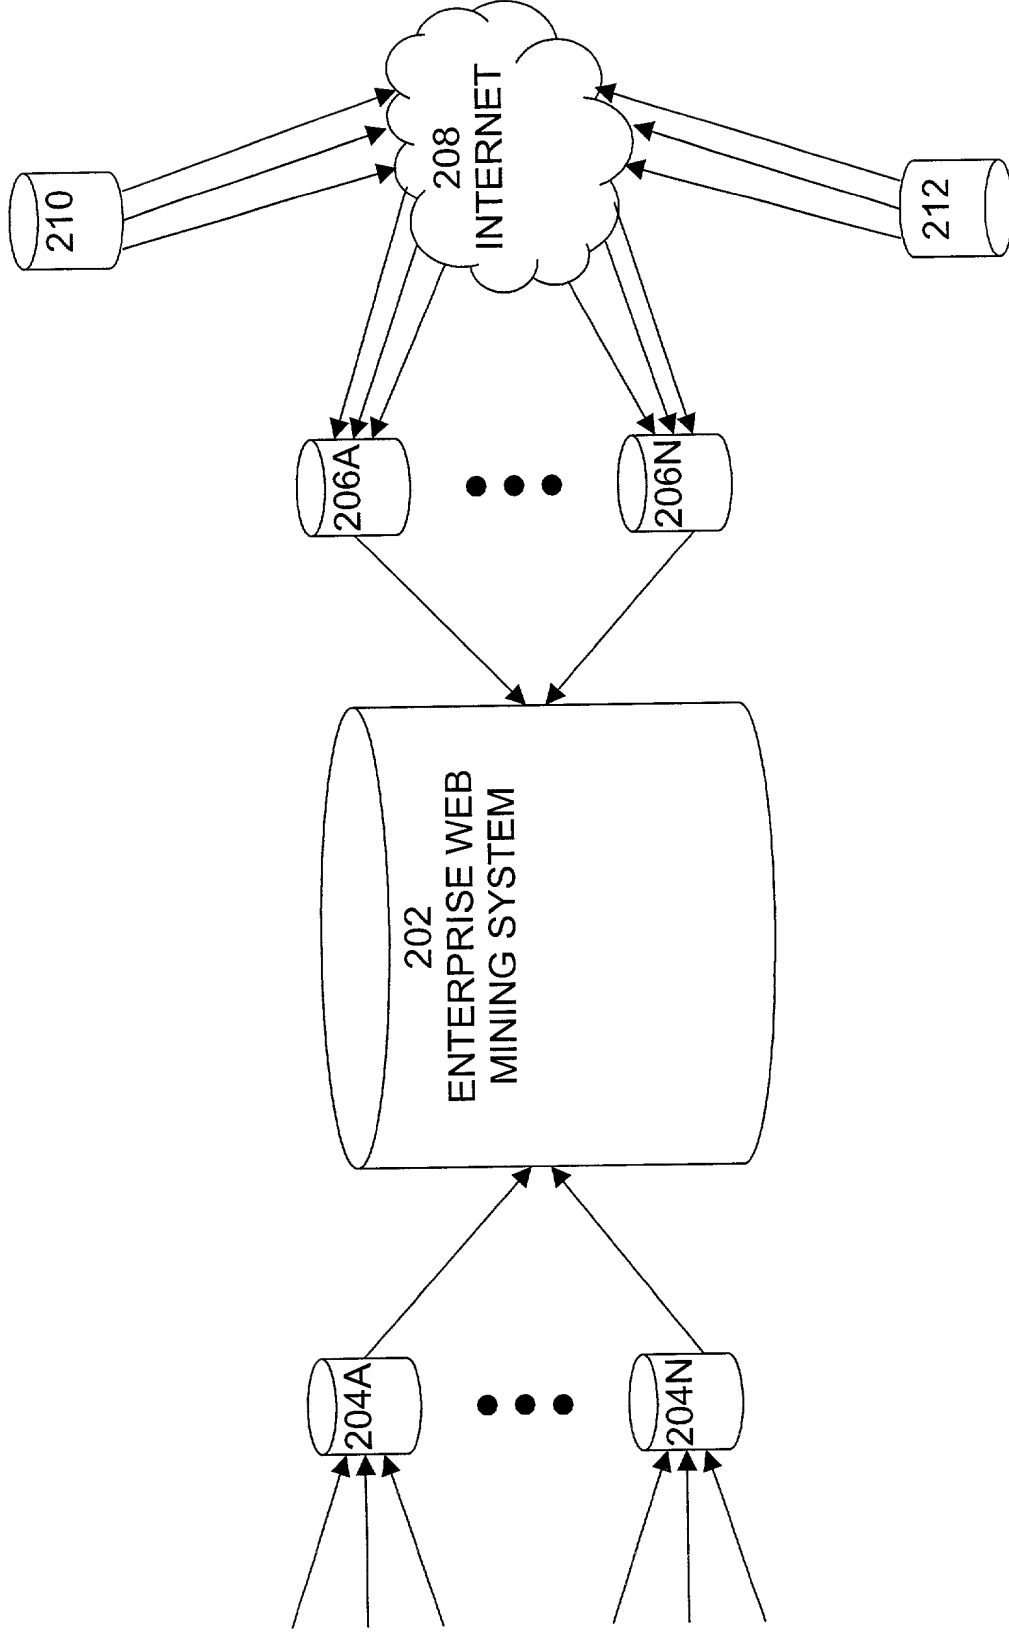 210
208
INTERNET
212
206A
206N
202
ENTERPRISE WEB
MINING SYSTEM
204A
204N